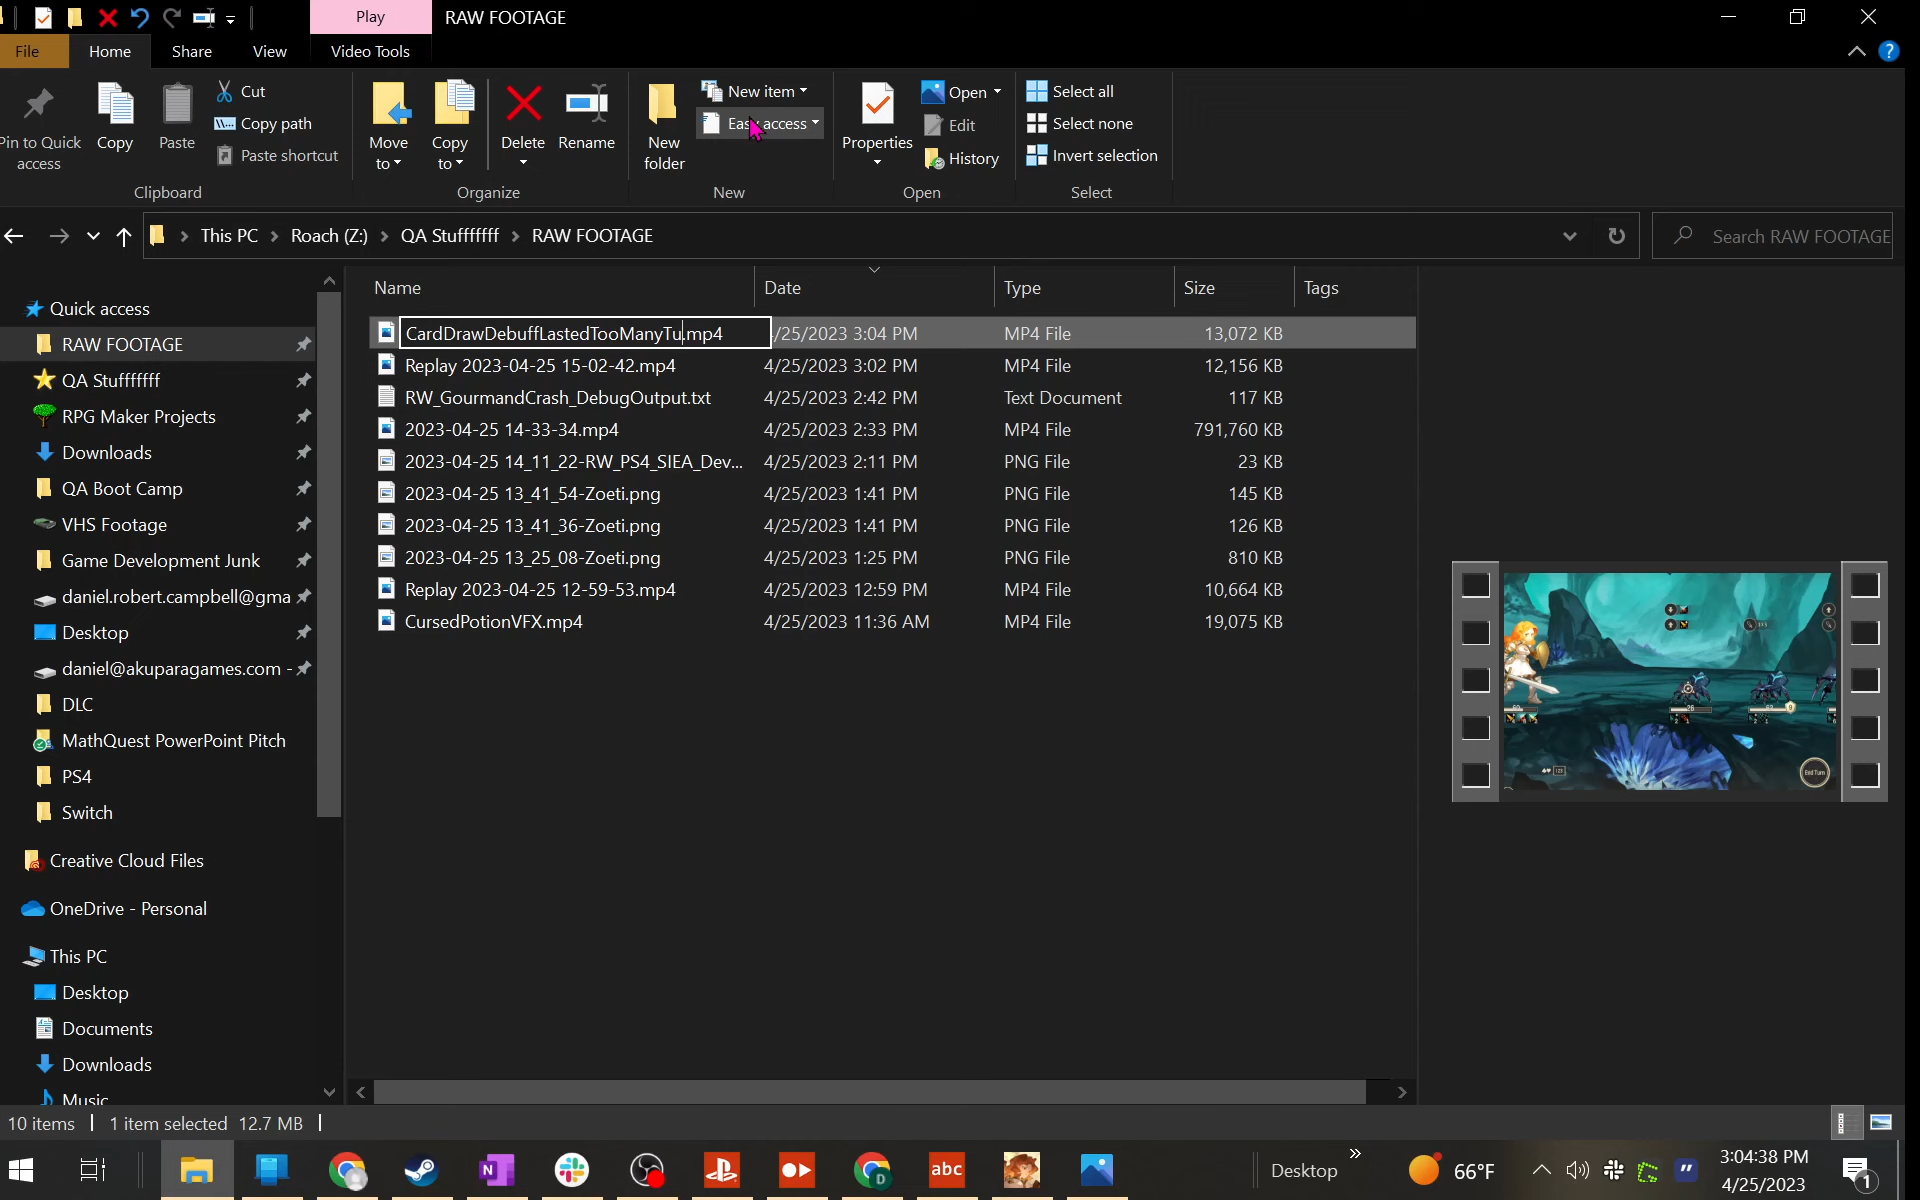 Play
RAW FOOTAGE
File
Home
Share
View
Video Tools
Pin to Quick access
Copy
Paste
Cut
Copy path
Paste shortcut
Move to
Copy to
Delete
Rename
New folder
New item
Easy access
Properties
Open
Edit
History
Select all
Select none
Invert selection
Clipboard
Organize
New
Open
Select
This PC > Roach (Z:) > QA Stufffffff > RAW FOOTAGE
Search RAW FOOTAGE
Name Date Type Size Tags
CardDrawDebuffLastedTooManyTu.mp4 /25/2023 3:04 PM MP4 File 13,072 KB
Replay 2023-04-25 15-02-42.mp4 4/25/2023 3:02 PM MP4 File 12,156 KB
RW_GourmandCrash_DebugOutput.txt 4/25/2023 2:42 PM Text Document 117 KB
2023-04-25 14-33-34.mp4 4/25/2023 2:33 PM MP4 File 791,760 KB
2023-04-25 14_11_22-RW_PS4_SIEA_Dev... 4/25/2023 2:11 PM PNG File 23 KB
2023-04-25 13_41_54-Zoeti.png 4/25/2023 1:41 PM PNG File 145 KB
2023-04-25 13_41_36-Zoeti.png 4/25/2023 1:41 PM PNG File 126 KB
2023-04-25 13_25_08-Zoeti.png 4/25/2023 1:25 PM PNG File 810 KB
Replay 2023-04-25 12-59-53.mp4 4/25/2023 12:59 PM MP4 File 10,664 KB
CursedPotionVFX.mp4 4/25/2023 11:36 AM MP4 File 19,075 KB
Quick access
RAW FOOTAGE
QA Stufffffff
RPG Maker Projects
Downloads
QA Boot Camp
VHS Footage
Game Development Junk
daniel.robert.campbell@gma
Desktop
daniel@akuparagames.com -
DLC
MathQuest PowerPoint Pitch
PS4
Switch
Creative Cloud Files
OneDrive - Personal
This PC
Desktop
Documents
Downloads
Music
End Turn
10 items
1 item selected 12.7 MB
abc
Desktop
66°F
3:04:38 PM
4/25/2023
1